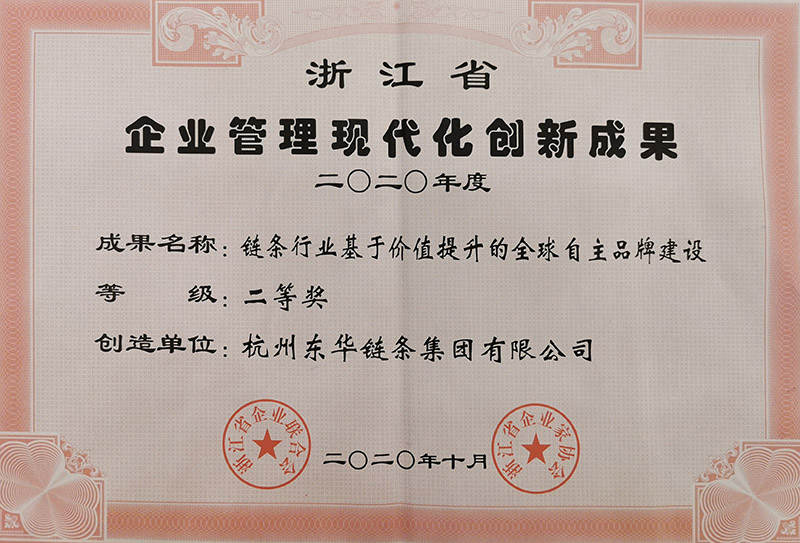 浙江省
企业管理现代化创新成果
二〇二〇年度
成果名称：链条行业基于价值提升的全球自主品牌建设
等级：二等奖
创造单位：杭州东华链条集团有限公司
浙江省企业联合会
二〇二〇年十月
浙江省企业家协会